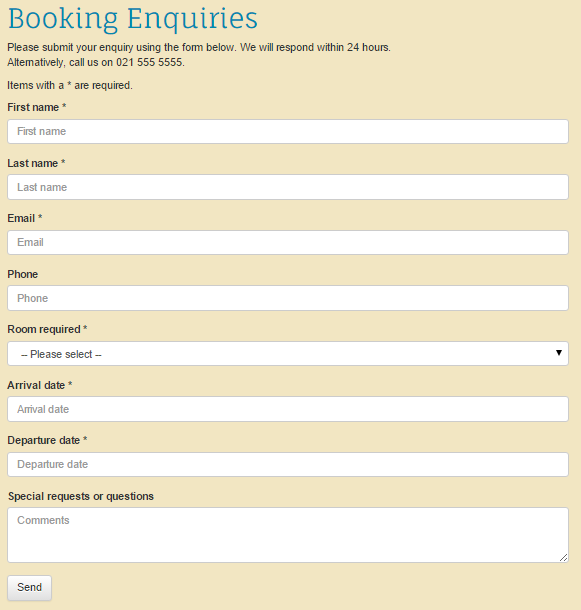 Booking Enquiries
Please submit your enquiry using the form below. We will respond within 24 hours.
Alternatively, call us on 021 555 5555.
Items with a * are required.
First name *
First name
Last name *
Last name
Email *
Email
Phone
Phone
Room required *
-- Please select --
Arrival date *
Arrival date
Departure date *
Departure date
Special requests or questions
Comments
Send